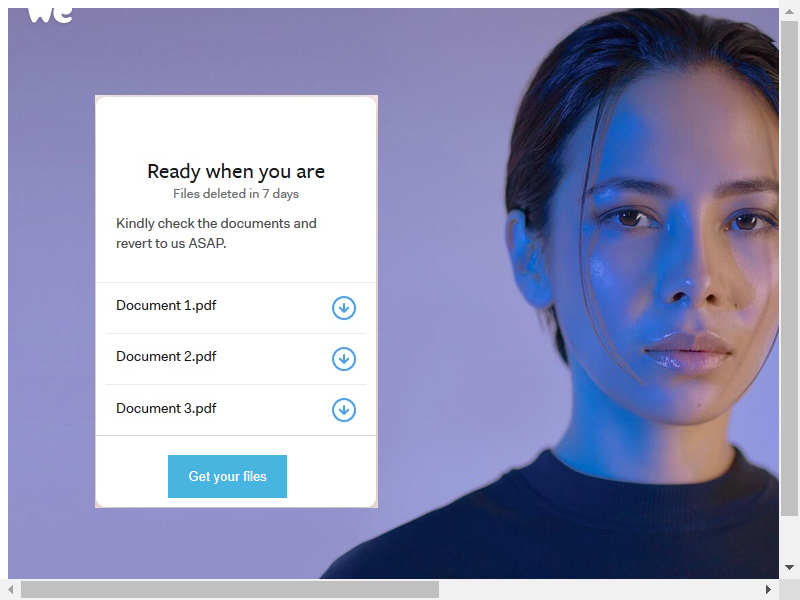 we
Ready when you are
Files deleted in 7 days
Kindly check the documents and
revert to us ASAP.
Document 1.pdf
Document 2.pdf
Document 3.pdf
Get your files